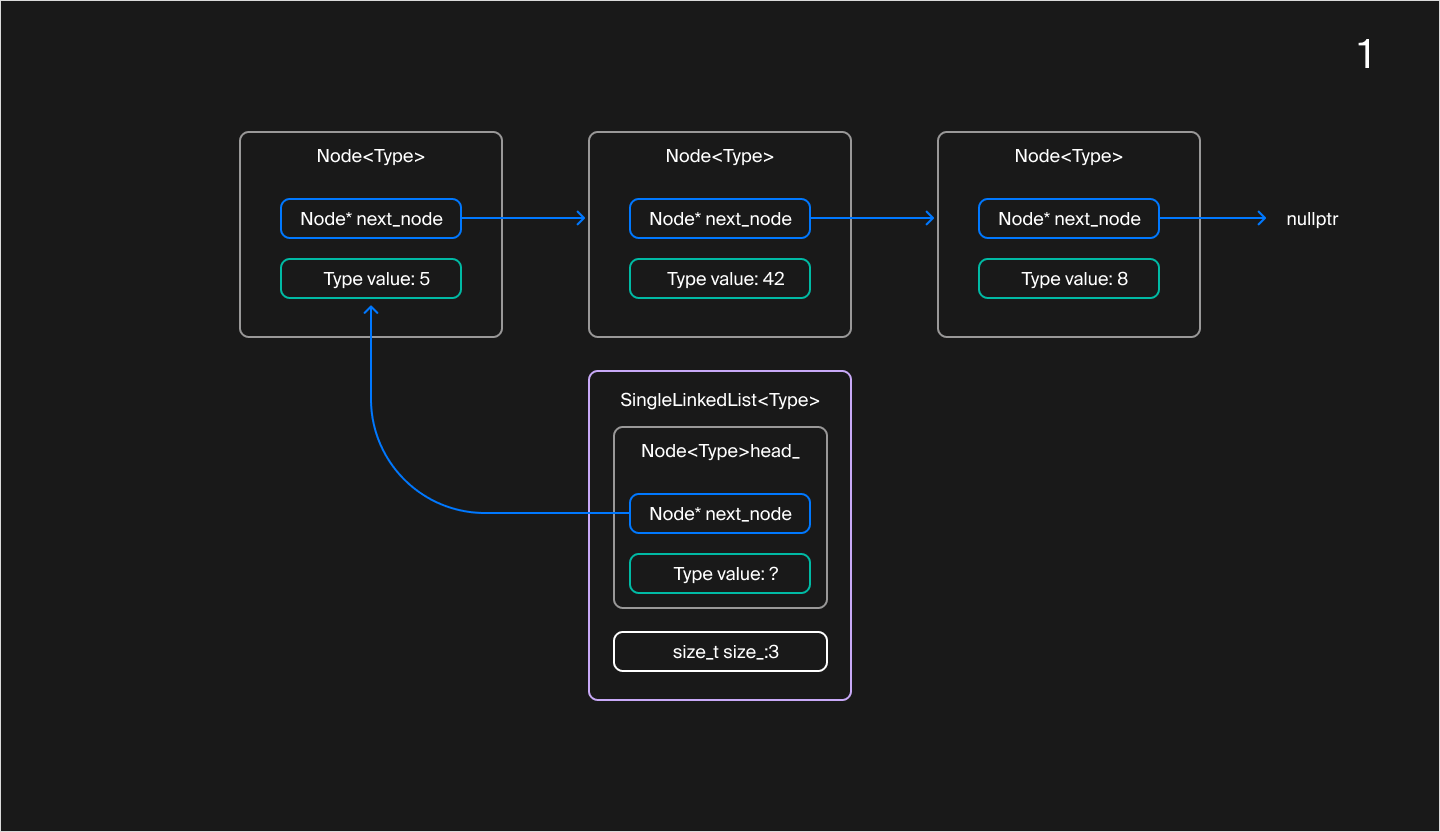 1
Node<Type>
Node* next_node
Type value: 5
Node<Type>
Node* next_node
Type value: 42
Node<Type>
Node* next_node
Type value: 8
nullptr
SingleLinkedList<Type>
Node<Type>head_
Node* next_node
Type value: ?
size_t size_:3